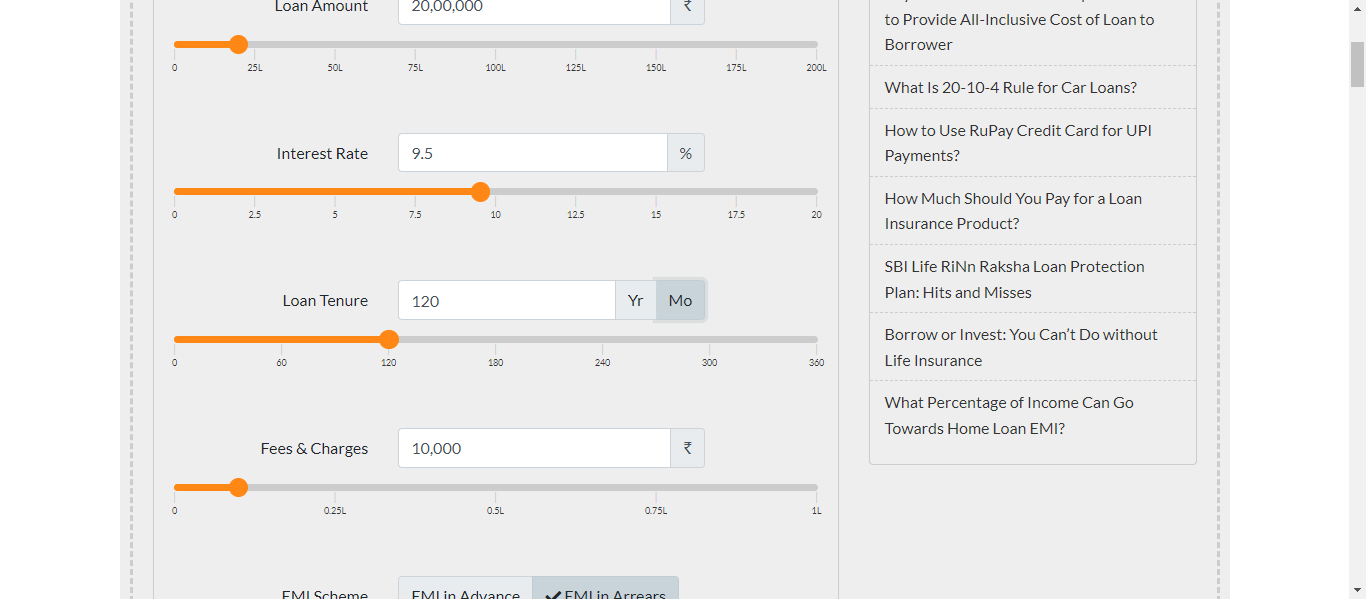 Loan Amount 20,00,000 ₹
0 25L 50L 75L 100L 125L 150L 175L 200L
Interest Rate 9.5 %
0 2.5 5 7.5 10 12.5 15 17.5 20
Loan Tenure 120 Yr Mo
0 60 120 180 240 300 360
Fees & Charges 10,000 ₹
0 0.25L 0.5L 0.75L 1L
EMI Scheme EMI in Advance EMI in Arrears
to Provide All-Inclusive Cost of Loan to
Borrower
What Is 20-10-4 Rule for Car Loans?
How to Use RuPay Credit Card for UPI
Payments?
How Much Should You Pay for a Loan
Insurance Product?
SBI Life RiNn Raksha Loan Protection
Plan: Hits and Misses
Borrow or Invest: You Can’t Do without
Life Insurance
What Percentage of Income Can Go
Towards Home Loan EMI?